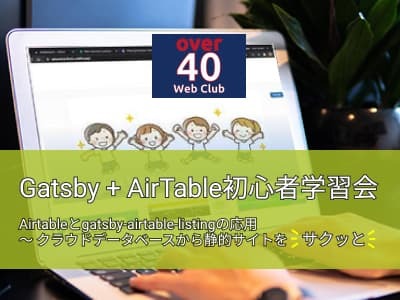 over
40
Web Club
Gatsby + AirTable初心者学習会
Airtableとgatsby-airtable-listingの応用
〜 クラウドデータベースから静的サイトを サクッと